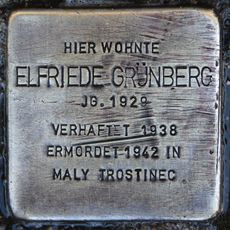 HIER WOHNTE
ELFRIEDE GRÜNBERG
JG. 1929
VERHAFTET 1938
ERMORDET 1942 IN
MALY TROSTINEC